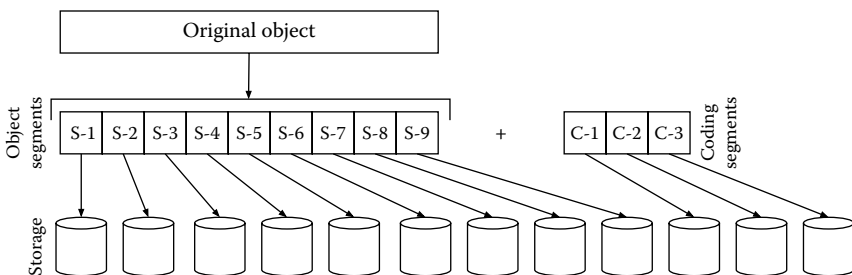 Original object
Object
segments
S-1 S-2 S-3 S-4 S-5 S-6 S-7 S-8 S-9 + C-1 C-2 C-3
Coding
segments
Storage